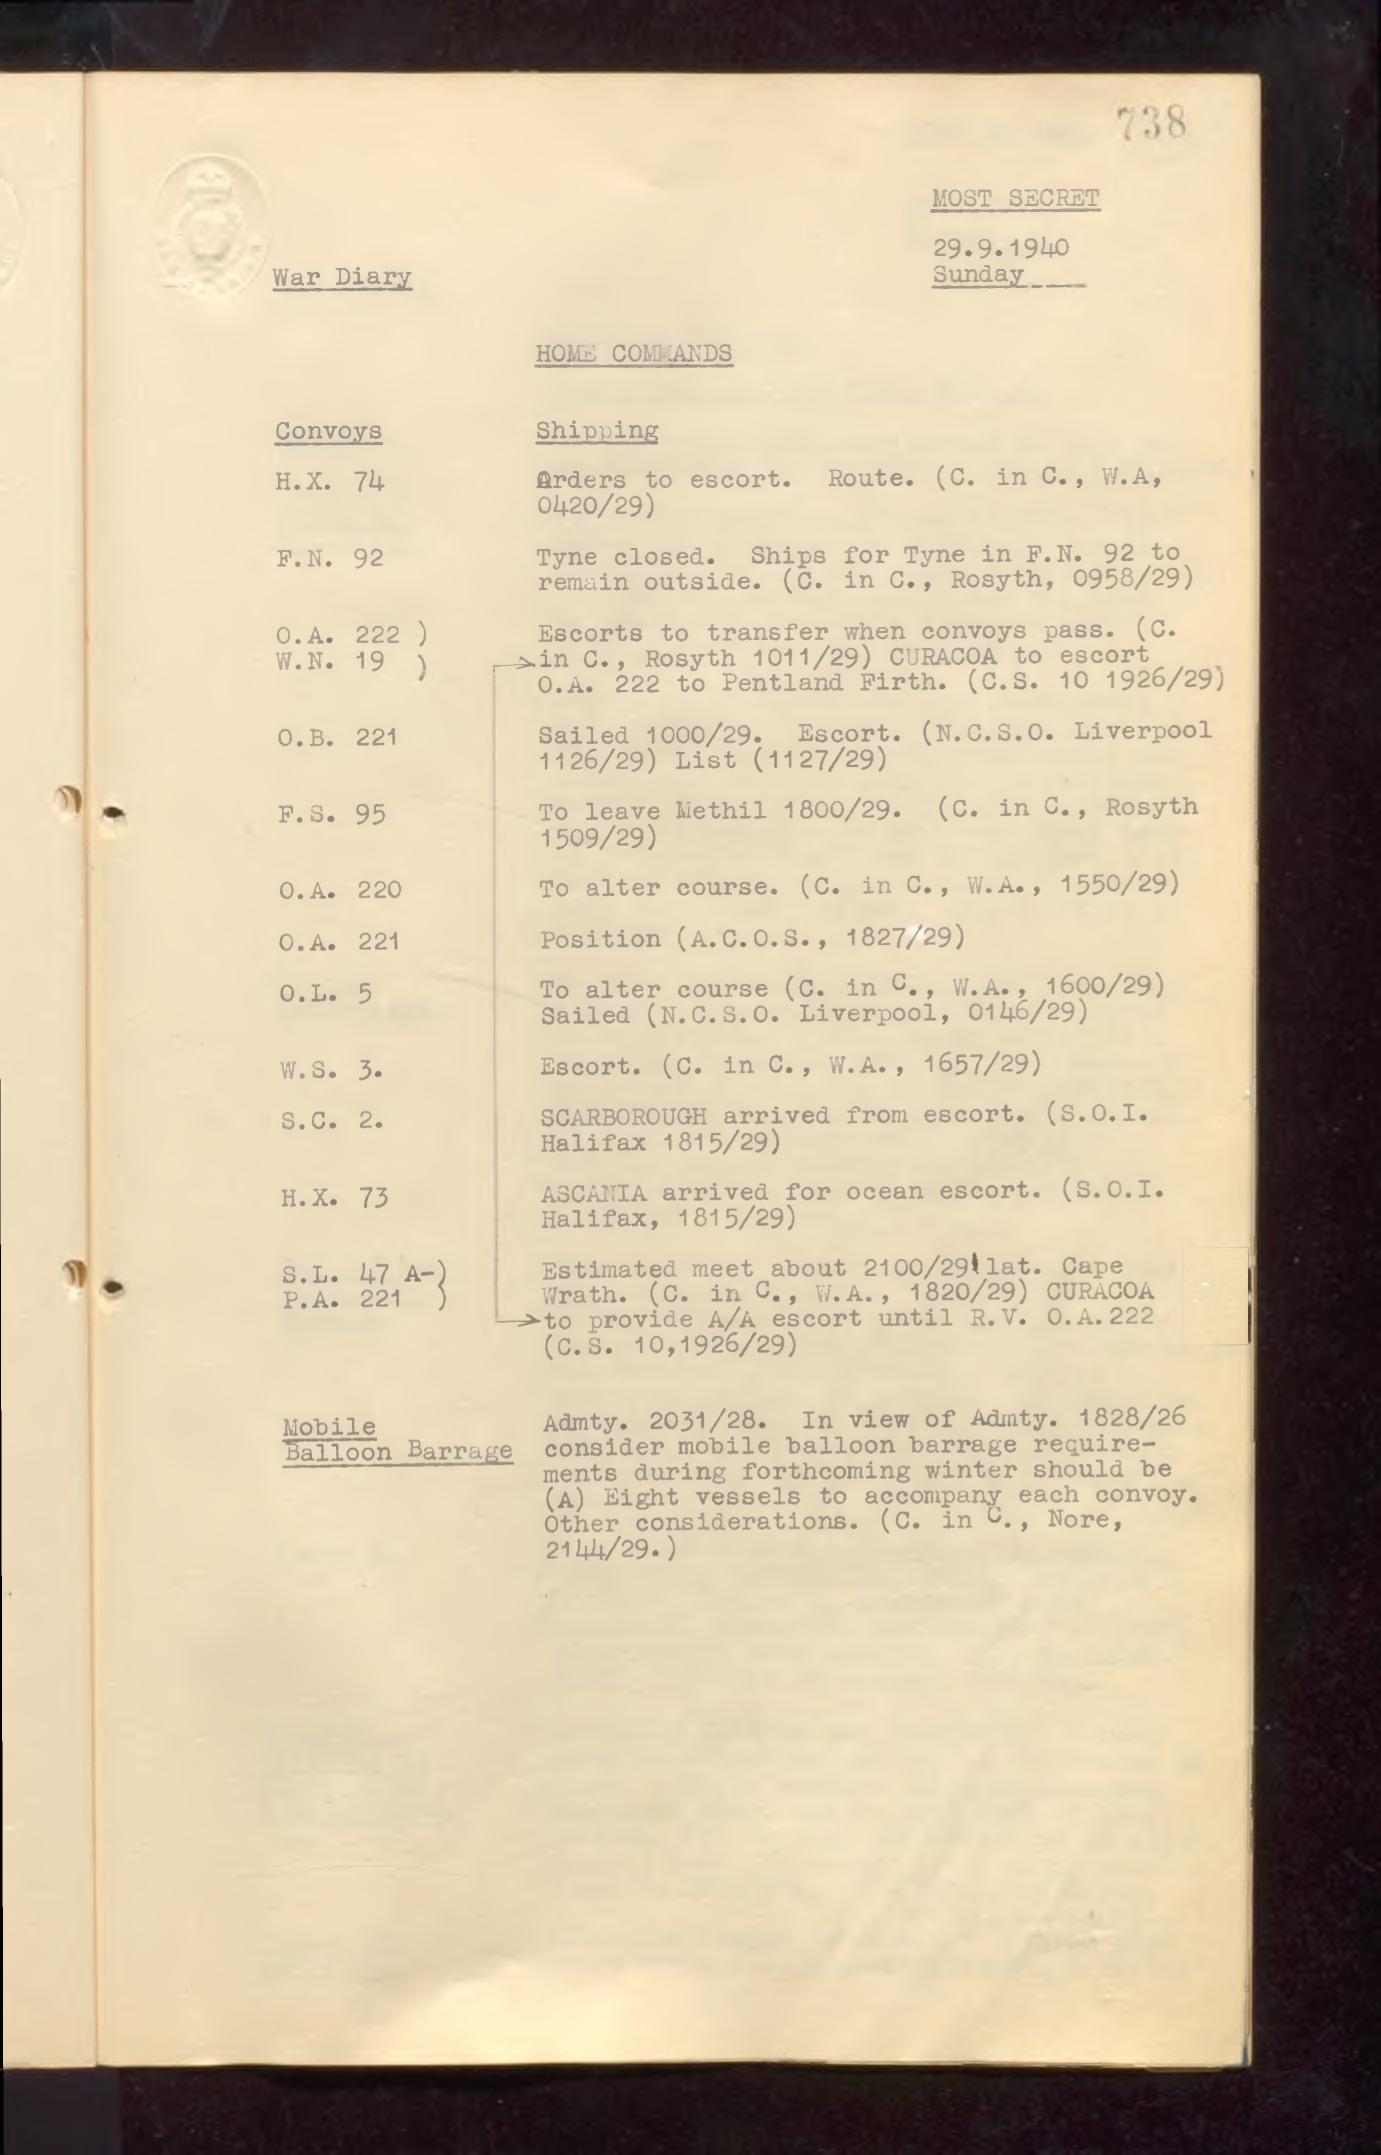 738
MOST SECRET
29.9.1940
Sunday
War Diary
HOME COMMANDS
Convoys Shipping
H.X. 74 Orders to escort. Route. (C. in C., W.A,
0420/29)
F.N. 92 Tyne closed. Ships for Tyne in F.N. 92 to
remain outside. (C. in C., Rosyth, 0958/29)
O.A. 222 ) Escorts to transfer when convoys pass. (C.
W.N. 19 ) in C., Rosyth 1011/29) CURACOA to escort
O.A. 222 to Pentland Firth. (C.S. 10 1926/29)
O.B. 221 Sailed 1000/29. Escort. (N.C.S.O. Liverpool
1126/29) List (1127/29)
F.S. 95 To leave Methil 1800/29. (C. in C., Rosyth
1509/29)
O.A. 220 To alter course. (C. in C., W.A., 1550/29)
O.A. 221 Position (A.C.O.S., 1827/29)
O.L. 5 To alter course (C. in C., W.A., 1600/29)
Sailed (N.C.S.O. Liverpool, 0146/29)
W.S. 3. Escort. (C. in C., W.A., 1657/29)
S.C. 2. SCARBOROUGH arrived from escort. (S.O.I.
Halifax 1815/29)
H.X. 73 ASCANIA arrived for ocean escort. (S.O.I.
Halifax, 1815/29)
S.L. 47 A-) Estimated meet about 2100/29 lat. Cape
P.A. 221 ) Wrath. (C. in C., W.A., 1820/29) CURACOA
to provide A/A escort until R.V. O.A.222
(C.S. 10,1926/29)
Mobile Admty. 2031/28. In view of Admty. 1828/26
Balloon Barrage consider mobile balloon barrage require-
ments during forthcoming winter should be
(A) Eight vessels to accompany each convoy.
Other considerations. (C. in C., Nore,
2144/29.)